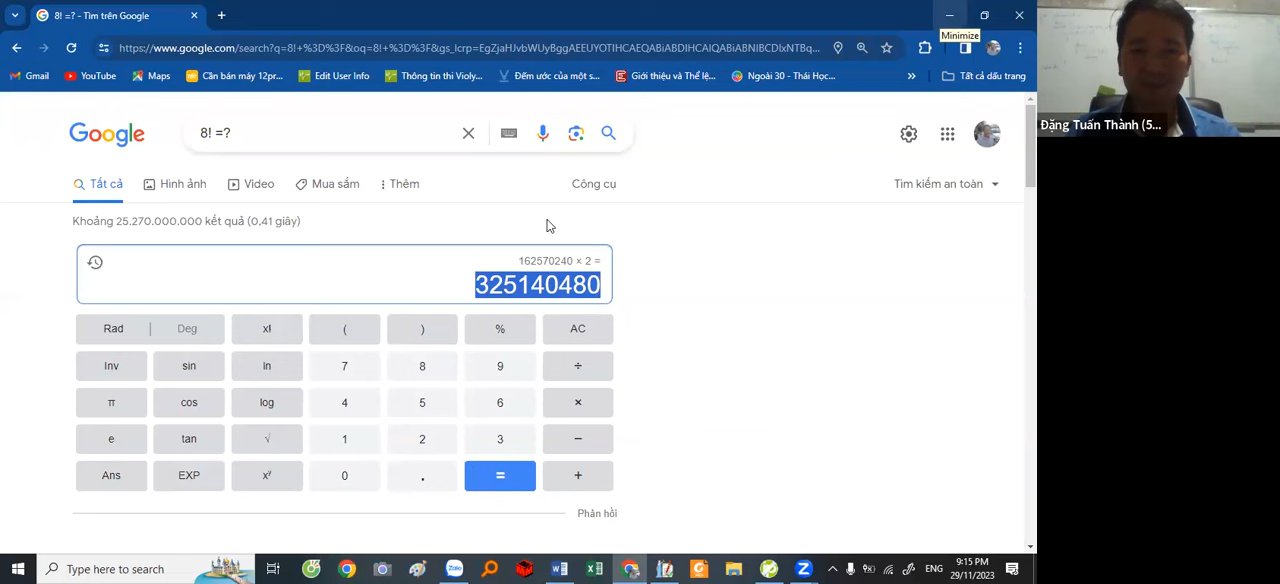 8! =? - Tìm trên Google
Minimize
https://www.google.com/search?q=8!+%3D%3F&oq=8!+%3D%3F&gs_lcrp=EgZjaHJvbWUyBggAEEUYOTIHCAEQABiABDIHCAIQABiABNIBCDIxNTBq...
Gmail YouTube Maps Cần bán máy 12pr... Edit User Info Thông tin thi Violy... Đếm ước của một s... Giới thiệu và Thể lệ... Ngoài 30 - Thái Học... » Tất cả dấu trang
Đặng Tuấn Thành (5...
Google 8! =?
Tất cả Hình ảnh Video Mua sắm Thêm Công cụ Tìm kiếm an toàn
Khoảng 25.270.000.000 kết quả (0,41 giây)
162570240 × 2 =
325140480
Rad | Deg x! ( ) % AC
Inv sin ln 7 8 9 ÷
π cos log 4 5 6 ×
e tan √ 1 2 3 −
Ans EXP xʸ 0 . = +
Phản hồi
Type here to search
ENG
9:15 PM
29/11/2023